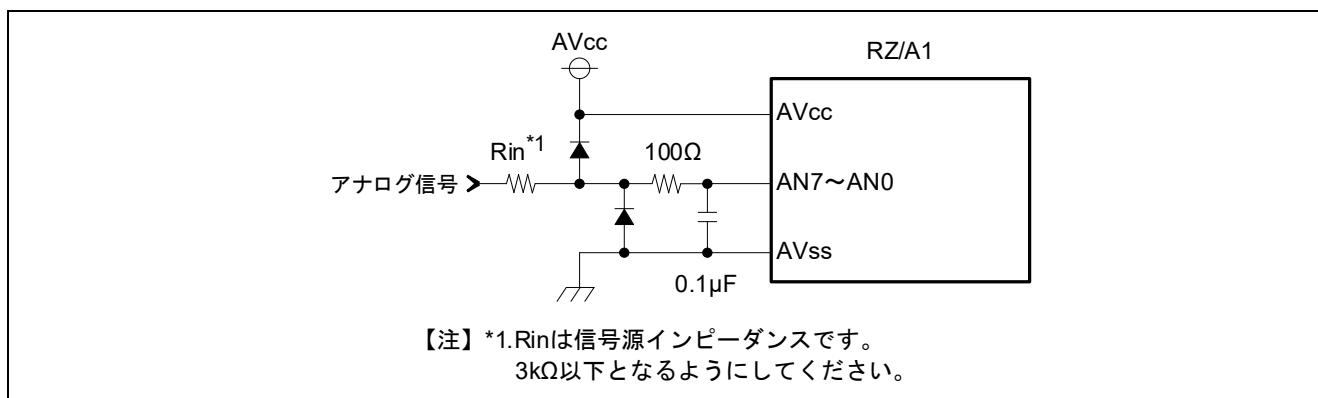 AVcc
RZ/A1
AVcc
Rin*1
100Ω
アナログ信号
AN7～AN0
AVss
0.1μF
【注】*1.Rinは信号源インピーダンスです。
3kΩ以下となるようにしてください。